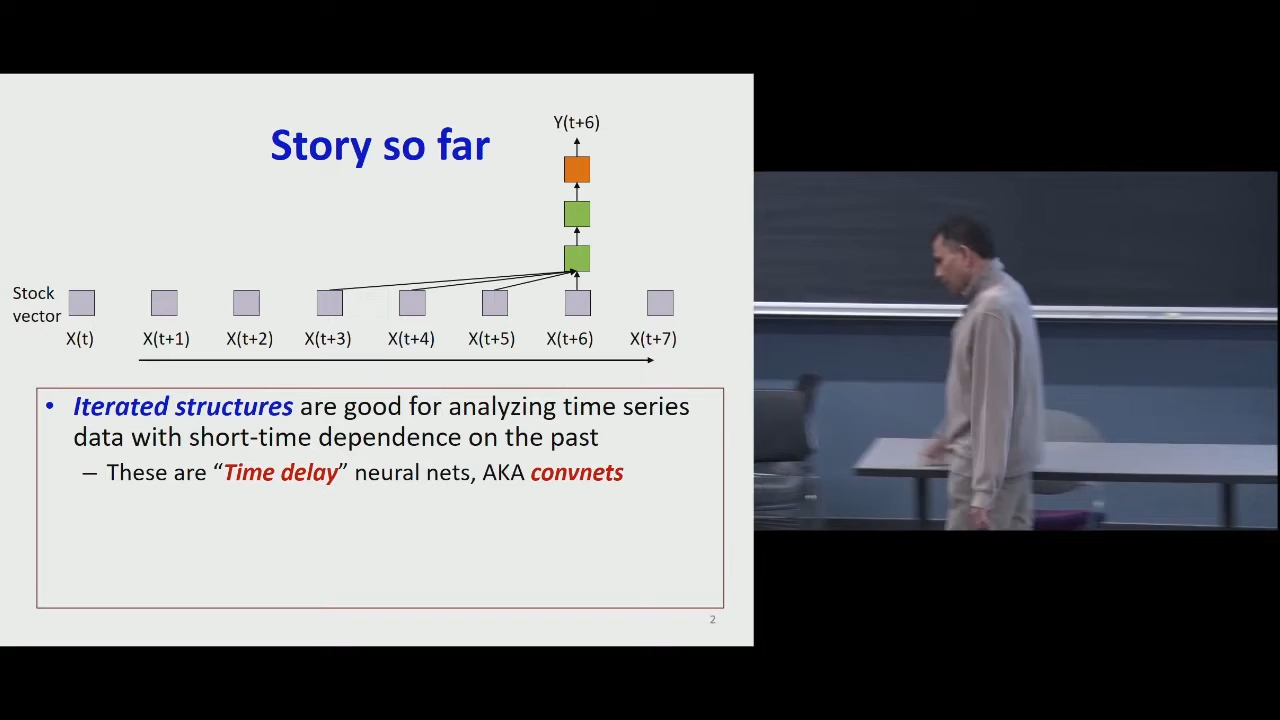 Y(t+6)
Story so far
Stock
vector
X(t) X(t+1) X(t+2) X(t+3) X(t+4) X(t+5) X(t+6) X(t+7)
• Iterated structures are good for analyzing time series
data with short-time dependence on the past
– These are “Time delay” neural nets, AKA convnets
2